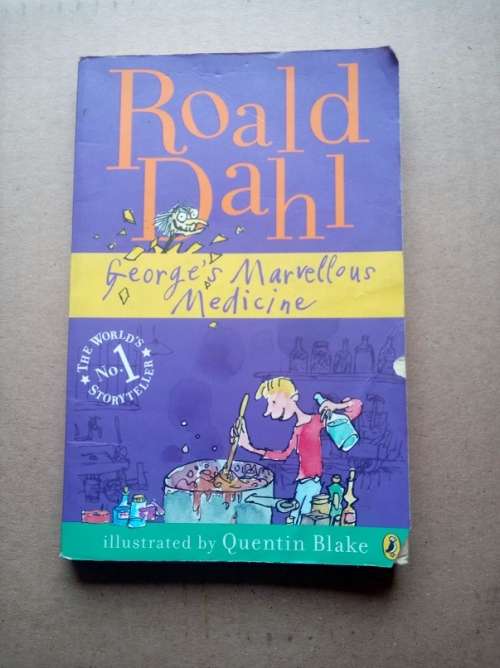 Roald
Dahl
George's Marvellous
Medicine
THE WORLD'S
No. 1
STORYTELLER
illustrated by Quentin Blake